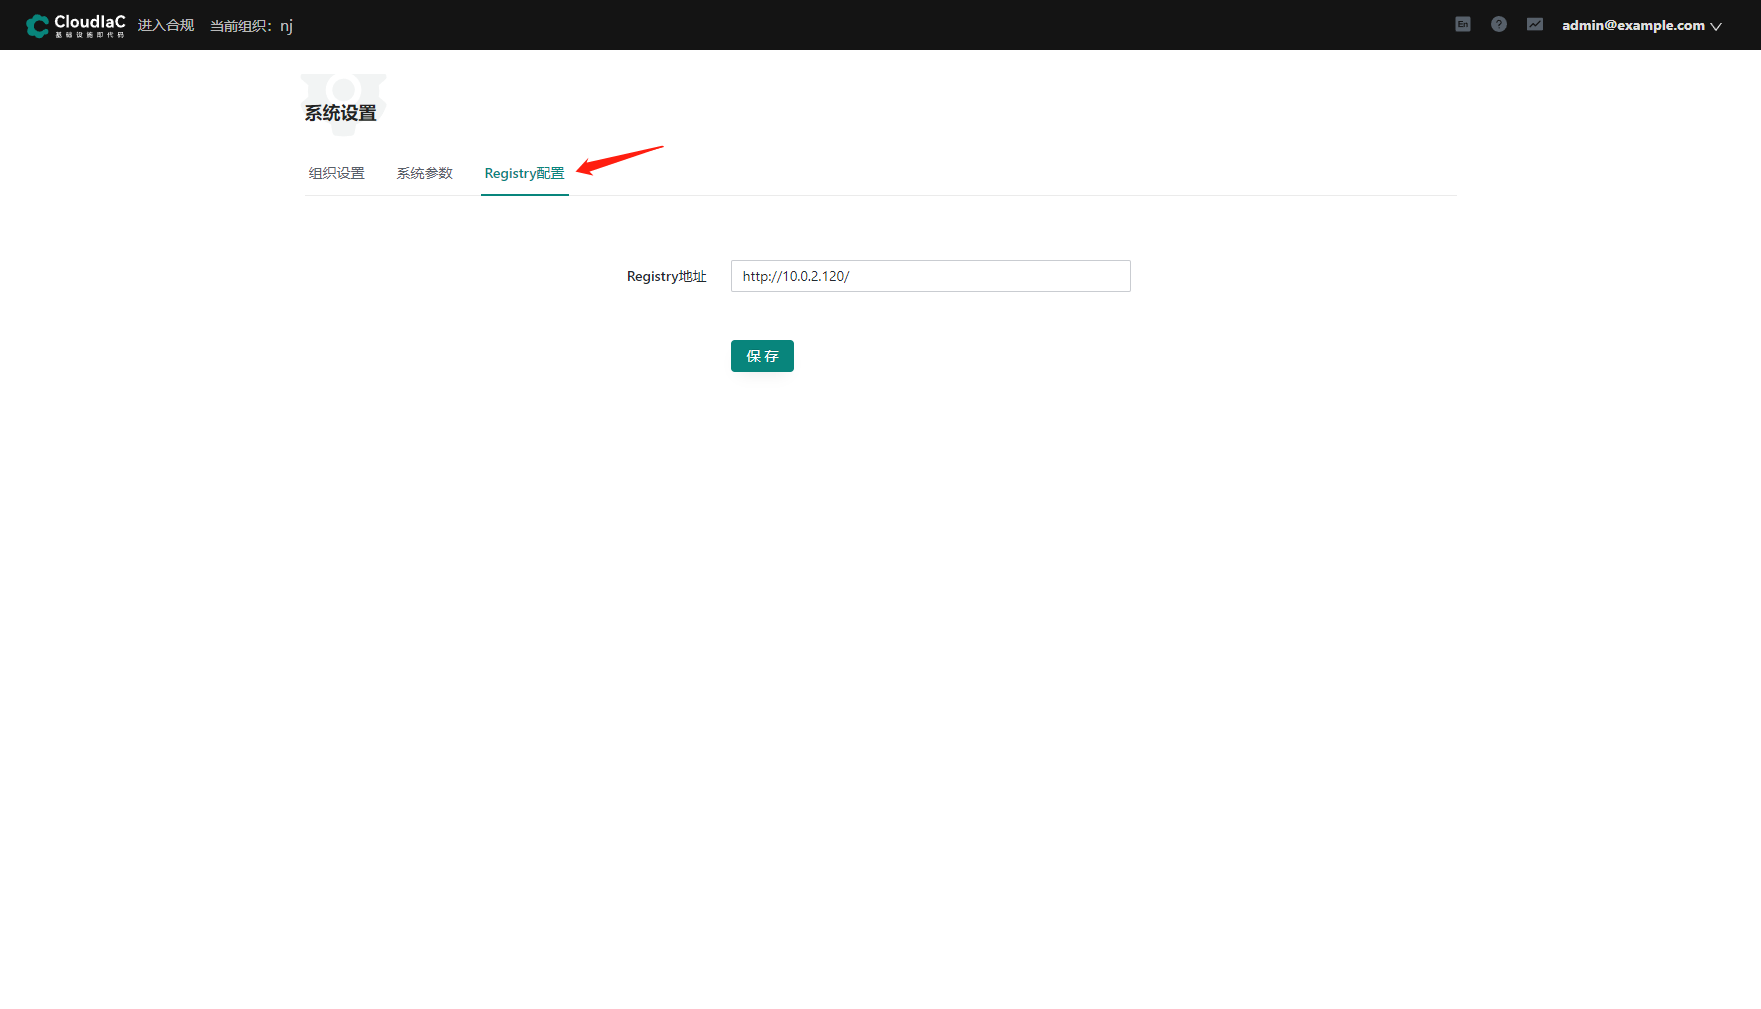 CloudIaC
基础设施即代码
进入合规 当前组织：nj
En
?
admin@example.com
系统设置
组织设置 系统参数 Registry配置
Registry地址 http://10.0.2.120/
保 存